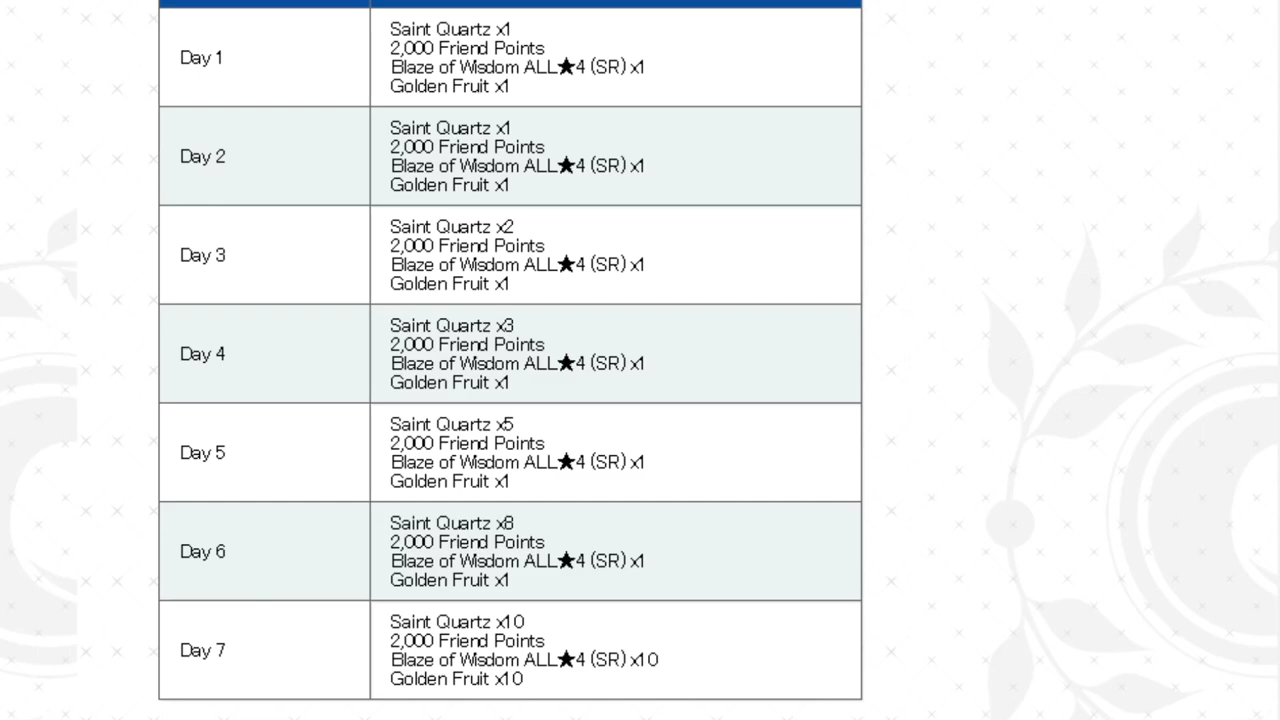 Day 1
Saint Quartz x1
2,000 Friend Points
Blaze of Wisdom ALL★4 (SR) x1
Golden Fruit x1
Day 2
Saint Quartz x1
2,000 Friend Points
Blaze of Wisdom ALL★4 (SR) x1
Golden Fruit x1
Day 3
Saint Quartz x2
2,000 Friend Points
Blaze of Wisdom ALL★4 (SR) x1
Golden Fruit x1
Day 4
Saint Quartz x3
2,000 Friend Points
Blaze of Wisdom ALL★4 (SR) x1
Golden Fruit x1
Day 5
Saint Quartz x5
2,000 Friend Points
Blaze of Wisdom ALL★4 (SR) x1
Golden Fruit x1
Day 6
Saint Quartz x8
2,000 Friend Points
Blaze of Wisdom ALL★4 (SR) x1
Golden Fruit x1
Day 7
Saint Quartz x10
2,000 Friend Points
Blaze of Wisdom ALL★4 (SR) x10
Golden Fruit x10